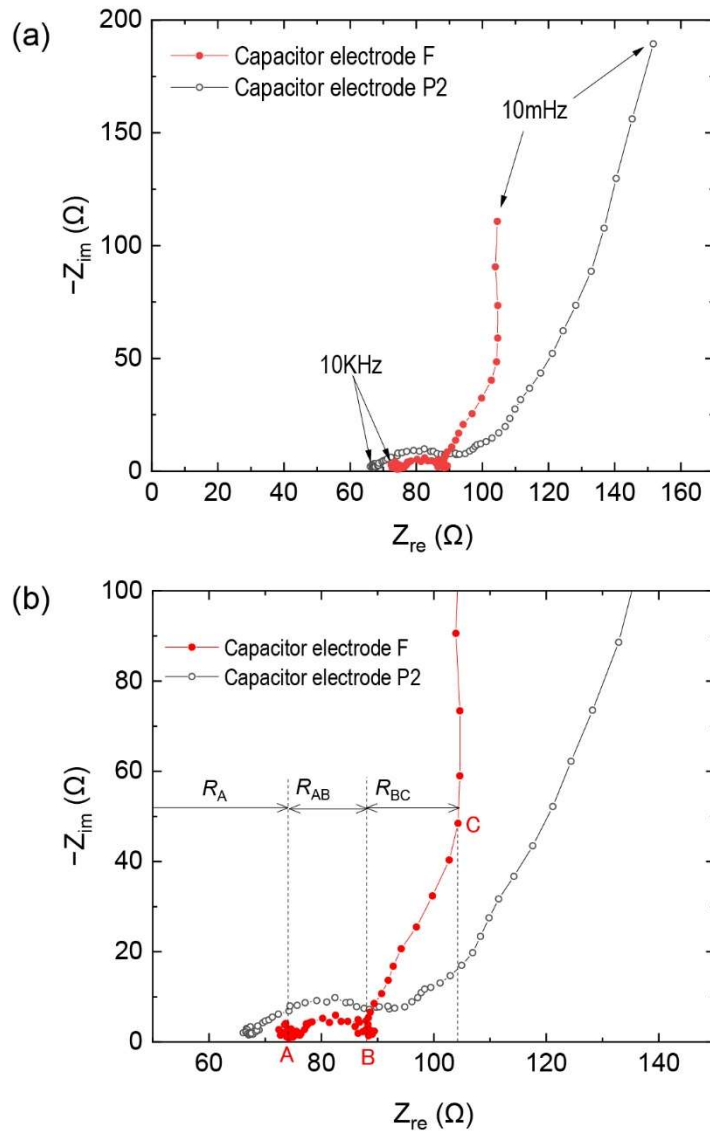 (a)
200
150
100
50
0
−Z_im (Ω)
Capacitor electrode F
Capacitor electrode P2
10mHz
10KHz
0 20 40 60 80 100 120 140 160
Z_re (Ω)
(b)
100
80
60
40
20
0
−Z_im (Ω)
Capacitor electrode F
Capacitor electrode P2
R_A R_AB R_BC
C
A B
60 80 100 120 140
Z_re (Ω)